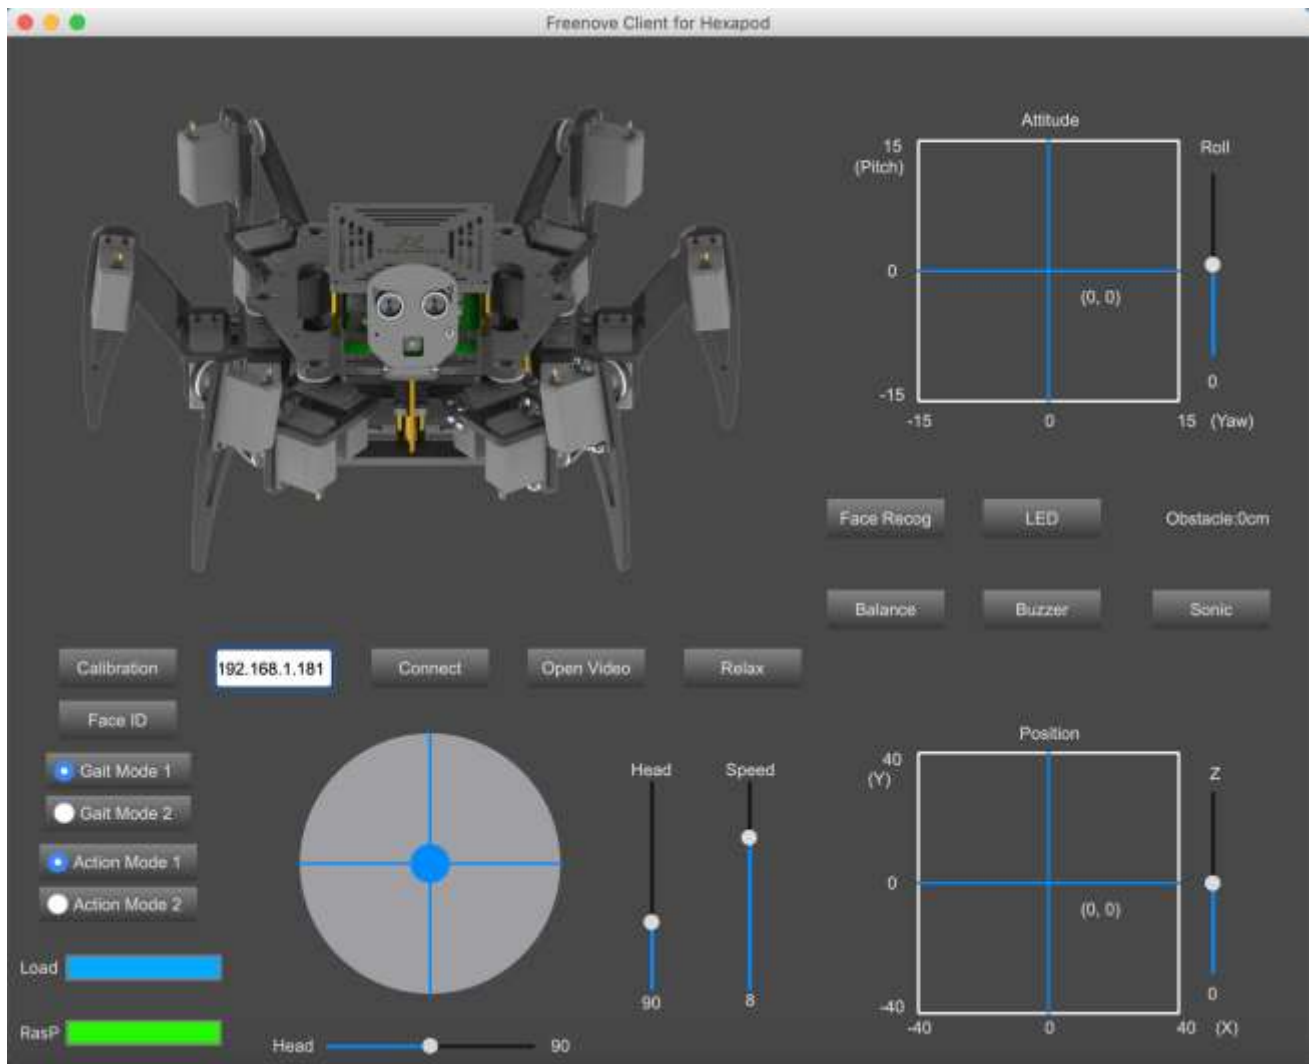 Freenove Client for Hexapod
Attitude
15
(Pitch)
Roll
0
(0, 0)
-15
0
-15
0
15 (Yaw)
Face Recog
LED
Obstacle:0cm
Balance
Buzzer
Sonic
Calibration
192.168.1.181
Connect
Open Video
Relax
Face ID
Gait Mode 1
Gait Mode 2
Action Mode 1
Action Mode 2
Load
RasP
Head
90
Head
90
Speed
8
Position
40
(Y)
Z
0
(0, 0)
-40
0
-40
0
40 (X)